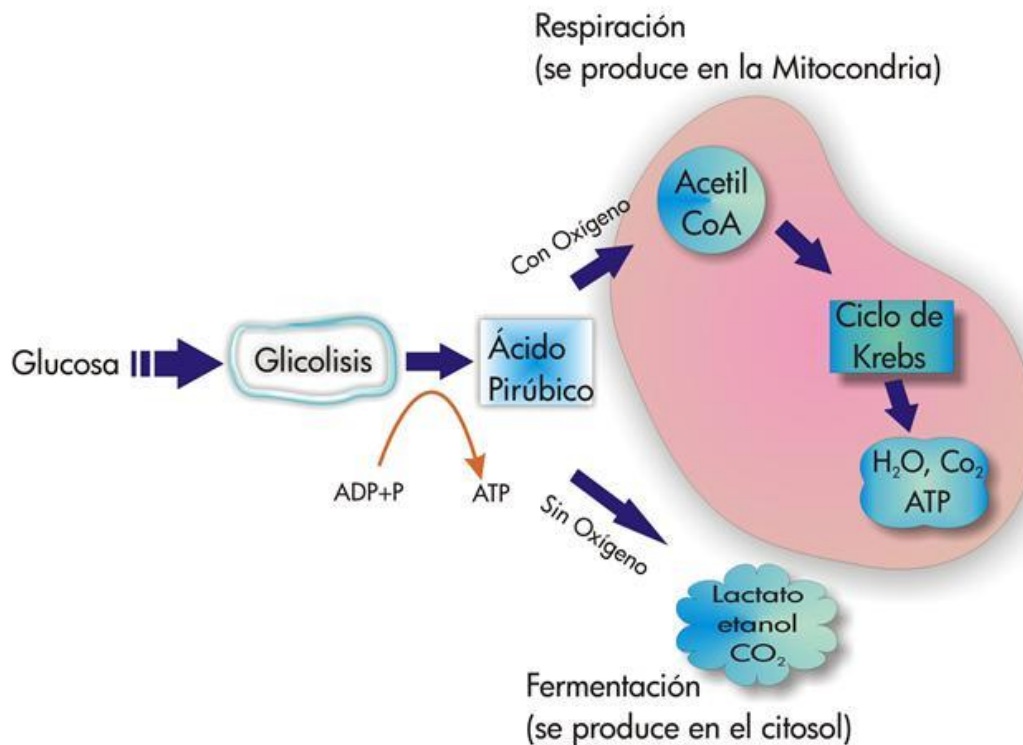 Respiración
(se produce en la Mitocondria)
Acetil
CoA
Con Oxígeno
Ciclo de
Krebs
Glucosa
Glicolisis
Ácido
Pirúbico
H₂O, Co₂
ATP
ADP+P
ATP
Sin Oxígeno
Lactato
etanol
CO₂
Fermentación
(se produce en el citosol)